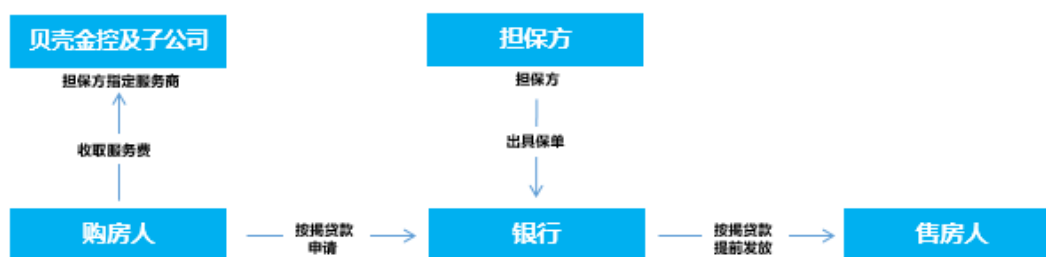 贝壳金控及子公司
担保方
担保方指定服务商
担保方
收取服务费
出具保单
购房人
按揭贷款
申请
银行
按揭贷款
提前发放
售房人